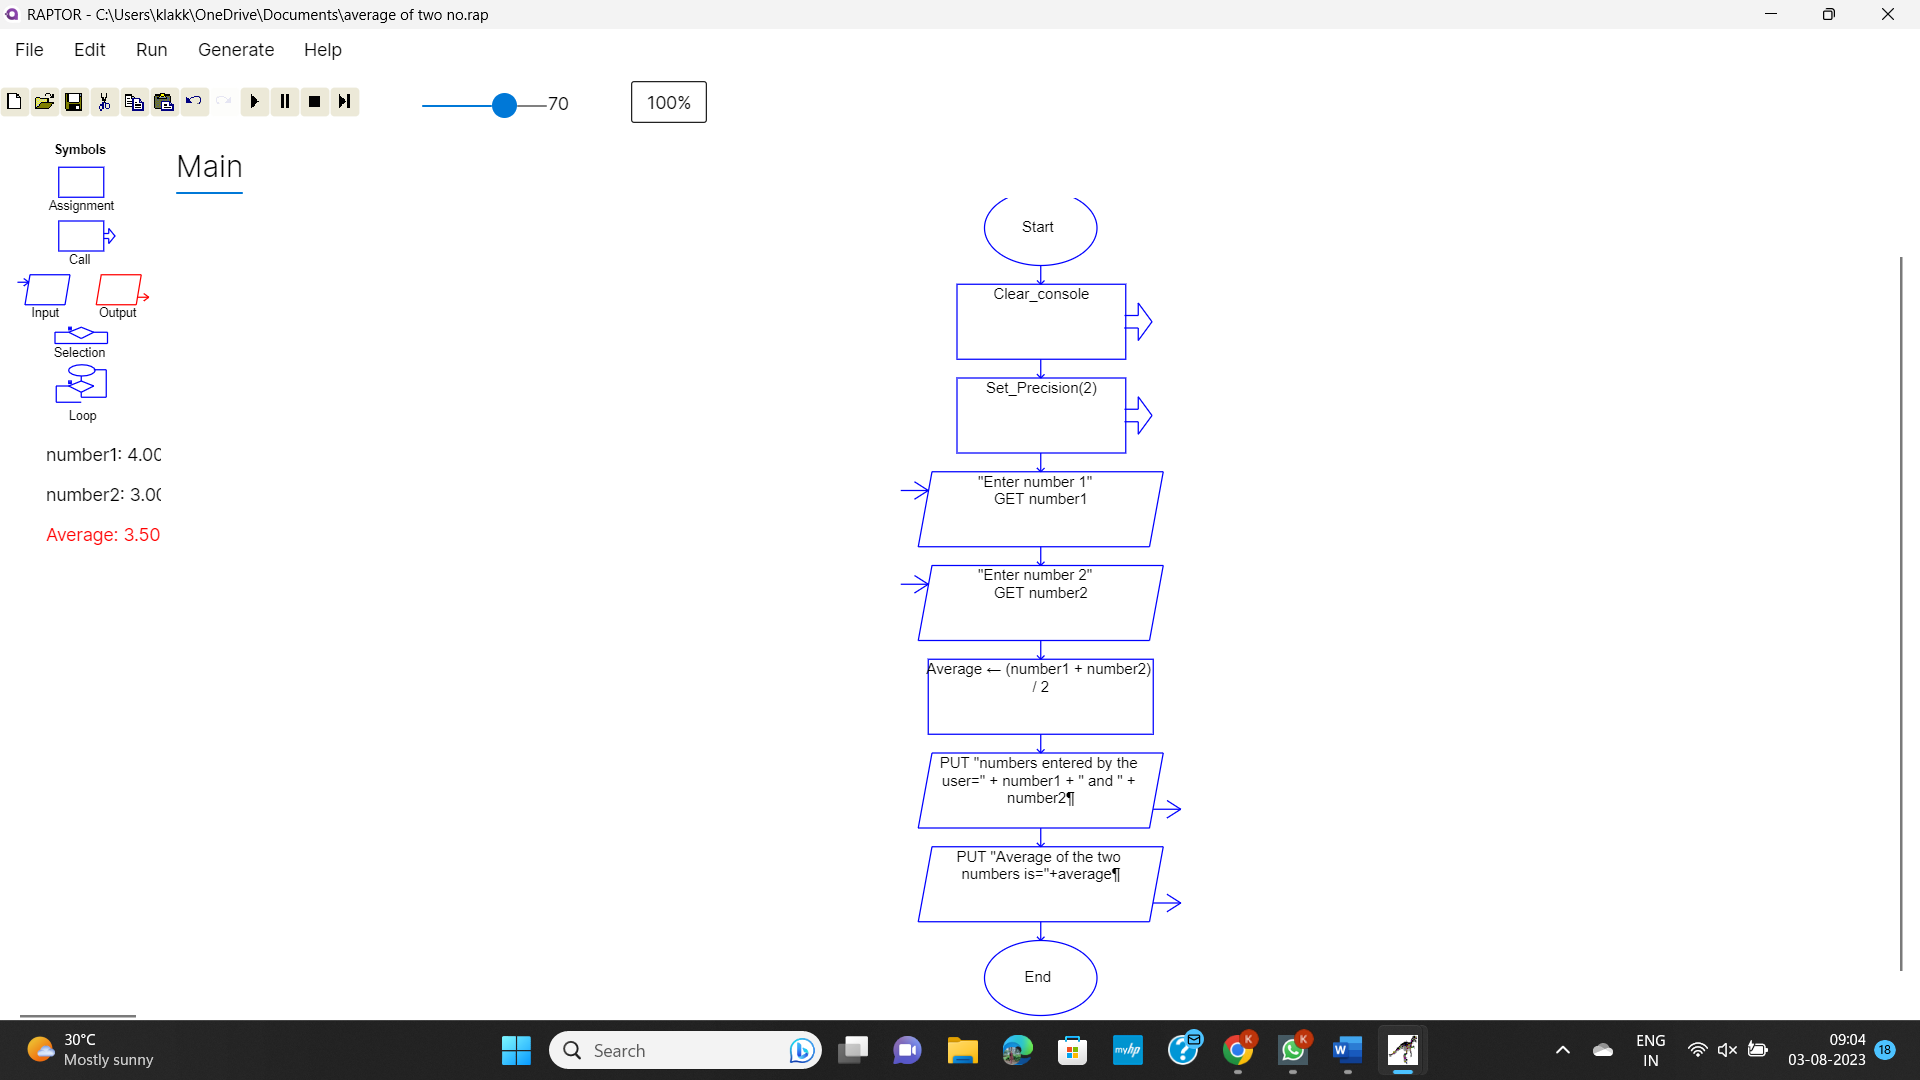 RAPTOR - C:\Users\klakk\OneDrive\Documents\average of two no.rap
File Edit Run Generate Help
70
100%
Symbols
Assignment
Call
Input Output
Selection
Loop
number1: 4.00
number2: 3.00
Average: 3.50
Main
Start
Clear_console
Set_Precision(2)
"Enter number 1"
GET number1
"Enter number 2"
GET number2
Average ← (number1 + number2)
/ 2
PUT "numbers entered by the
user=" + number1 + " and " +
number2¶
PUT "Average of the two
numbers is="+average¶
End
30°C
Mostly sunny
Search
myhp
K
K
W
ENG
IN
09:04
03-08-2023
18